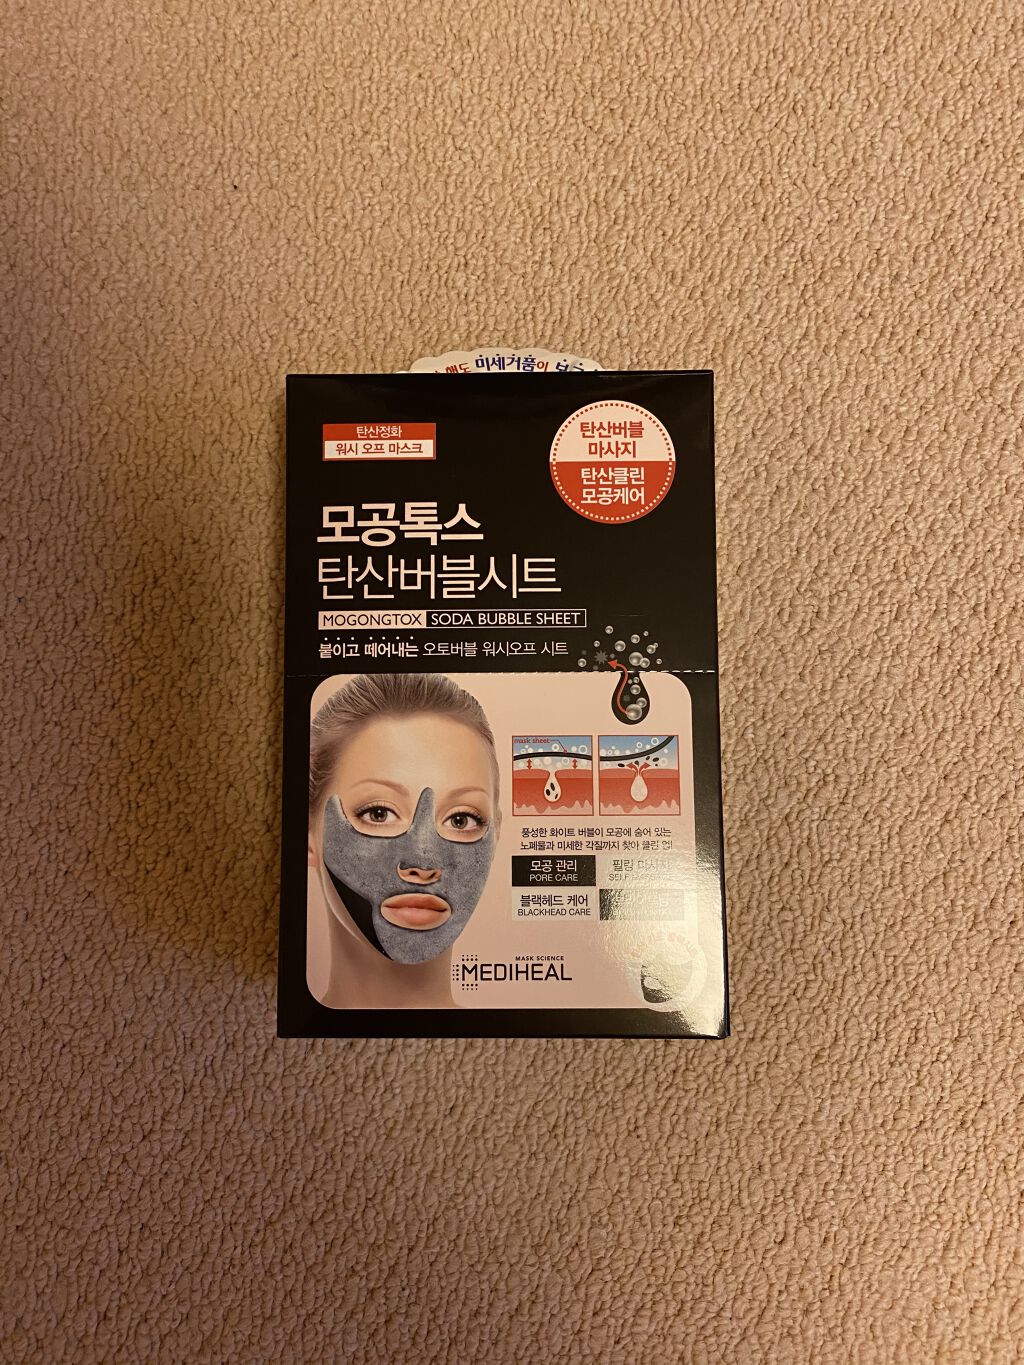 미세거품이
탄산정화
워시 오프 마스크
탄산버블
마사지
탄산클린
모공케어
모공톡스
탄산버블시트
MOGONGTOX SODA BUBBLE SHEET
붙이고 떼어내는 오토버블 워시오프 시트
mask sheet
풍성한 화이트 버블이 모공에 숨어 있는
노폐물과 미세한 각질까지 찾아 클린 업!
모공 관리
PORE CARE
필링 마사지
블랙헤드 케어
BLACKHEAD CARE
MASK SCIENCE
MEDIHEAL